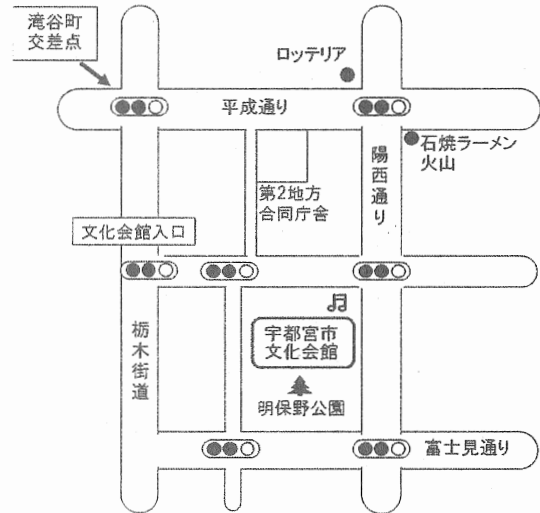 滝谷町
交差点
ロッテリア
平成通り
石焼ラーメン
火山
陽西通り
第2地方
合同庁舎
文化会館入口
宇都宮市
文化会館
栃木街道
明保野公園
富士見通り